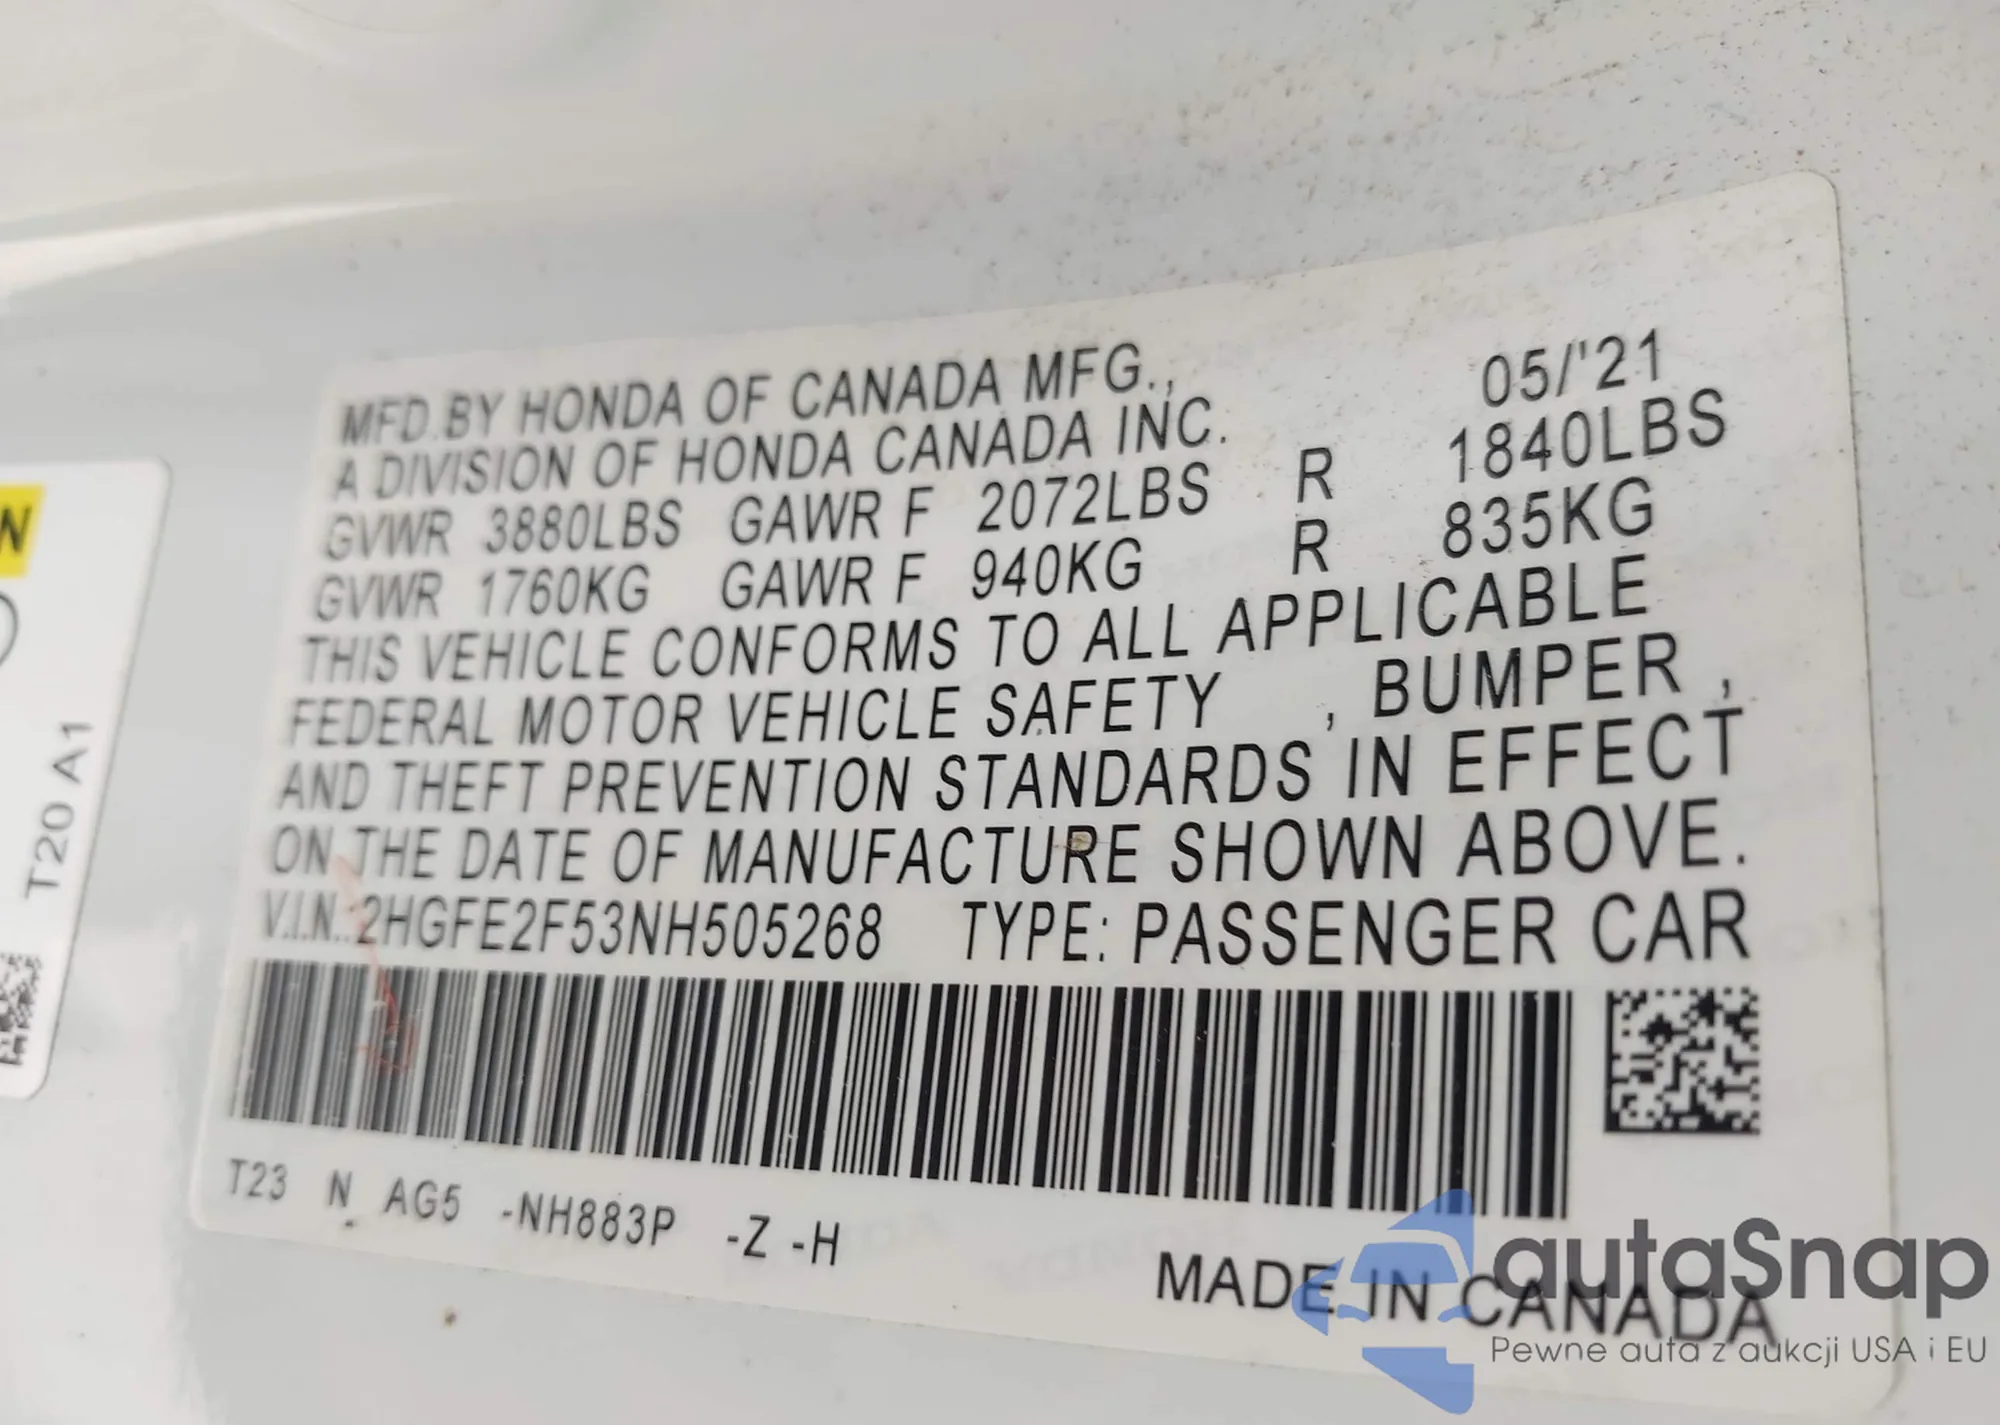 MFD.BY HONDA OF CANADA MFG., 05/'21
A DIVISION OF HONDA CANADA INC.
GVWR 3880LBS GAWR F 2072LBS R 1840LBS
GVWR 1760KG GAWR F 940KG R 835KG
THIS VEHICLE CONFORMS TO ALL APPLICABLE
FEDERAL MOTOR VEHICLE SAFETY , BUMPER ,
AND THEFT PREVENTION STANDARDS IN EFFECT
ON THE DATE OF MANUFACTURE SHOWN ABOVE.
V.I.N.:2HGFE2F53NH505268 TYPE: PASSENGER CAR
T23 N AG5 -NH883P -Z -H
MADE IN CANADA
N
T20 A1
autaSnap
Pewne auta z aukcji USA i EU